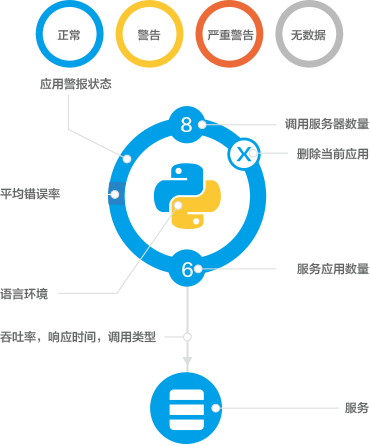 正常
警告
严重警告
无数据
应用警报状态
8
调用服务器数量
X
删除当前应用
平均错误率
6
服务应用数量
语言环境
吞吐率，响应时间，调用类型
服务